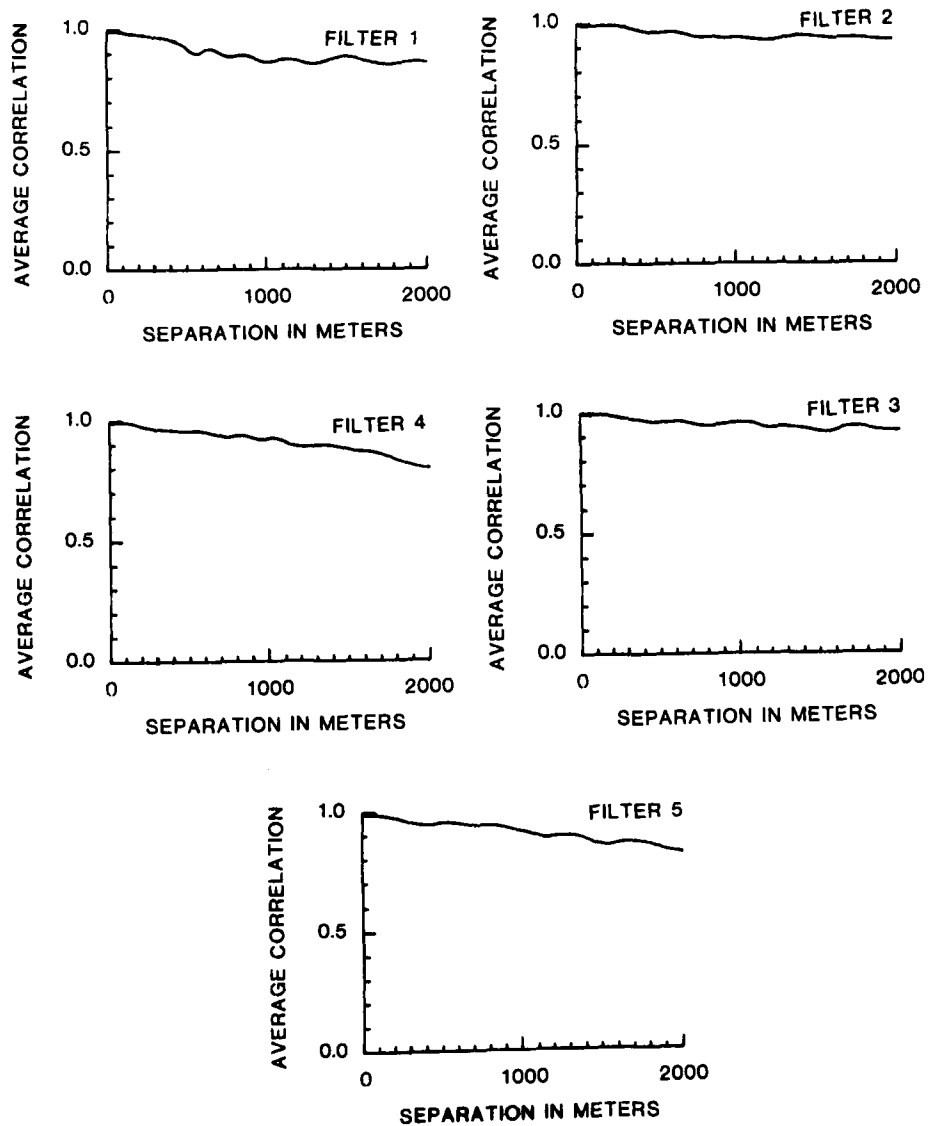 FILTER 1
AVERAGE CORRELATION
1.0
0.5
0.0
0 1000 2000
SEPARATION IN METERS
FILTER 2
AVERAGE CORRELATION
1.0
0.5
0.0
0 1000 2000
SEPARATION IN METERS
FILTER 4
AVERAGE CORRELATION
1.0
0.5
0.0
0 1000 2000
SEPARATION IN METERS
FILTER 3
AVERAGE CORRELATION
1.0
0.5
0.0
0 1000 2000
SEPARATION IN METERS
FILTER 5
AVERAGE CORRELATION
1.0
0.5
0.0
0 1000 2000
SEPARATION IN METERS